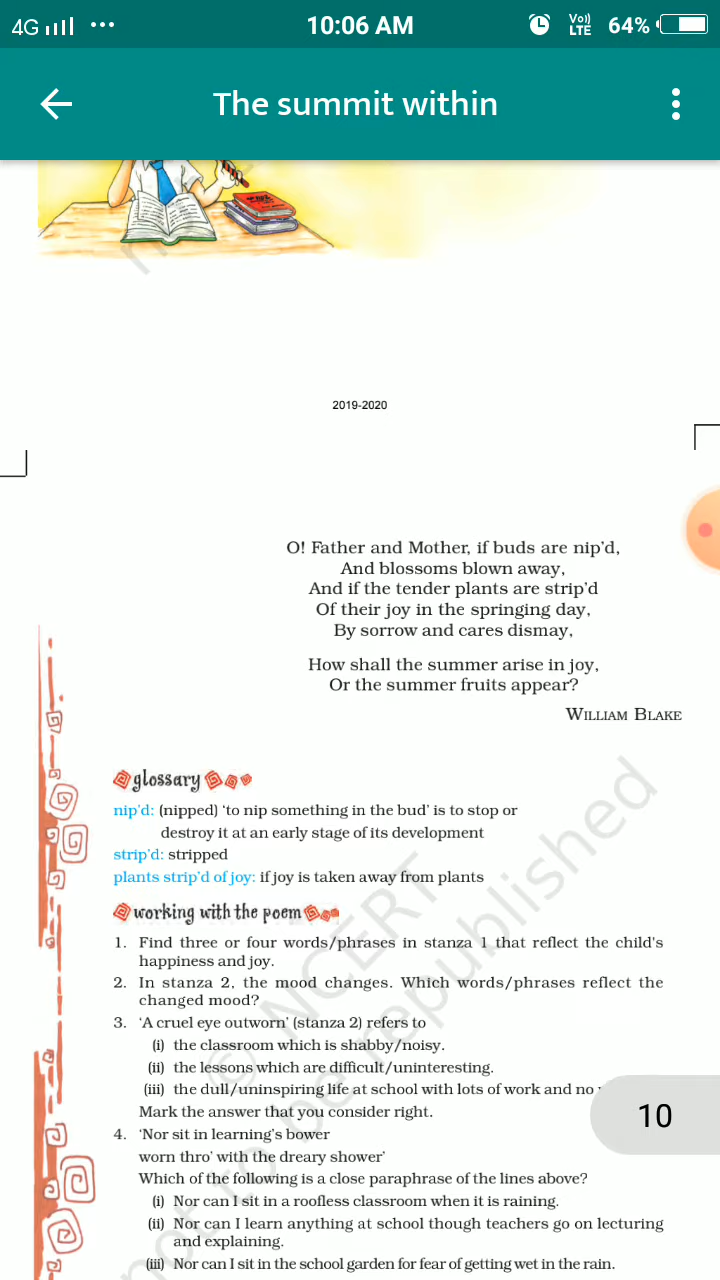 4G ... 10:06 AM Vo)) LTE 64%
The summit within
2019-2020
O! Father and Mother, if buds are nip'd,
And blossoms blown away,
And if the tender plants are strip'd
Of their joy in the springing day,
By sorrow and cares dismay,
How shall the summer arise in joy,
Or the summer fruits appear?
WILLIAM BLAKE
glossary
nip'd: (nipped) 'to nip something in the bud' is to stop or
destroy it at an early stage of its development
strip'd: stripped
plants strip'd of joy: if joy is taken away from plants
working with the poem
1. Find three or four words/phrases in stanza 1 that reflect the child's
happiness and joy.
2. In stanza 2, the mood changes. Which words/phrases reflect the
changed mood?
3. 'A cruel eye outworn' (stanza 2) refers to
(i) the classroom which is shabby/noisy.
(ii) the lessons which are difficult/uninteresting.
(iii) the dull/uninspiring life at school with lots of work and no
Mark the answer that you consider right.
10
4. 'Nor sit in learning's bower
worn thro' with the dreary shower'
Which of the following is a close paraphrase of the lines above?
(i) Nor can I sit in a roofless classroom when it is raining.
(ii) Nor can I learn anything at school though teachers go on lecturing
and explaining.
(iii) Nor can I sit in the school garden for fear of getting wet in the rain.
© NCERT
not to be republished